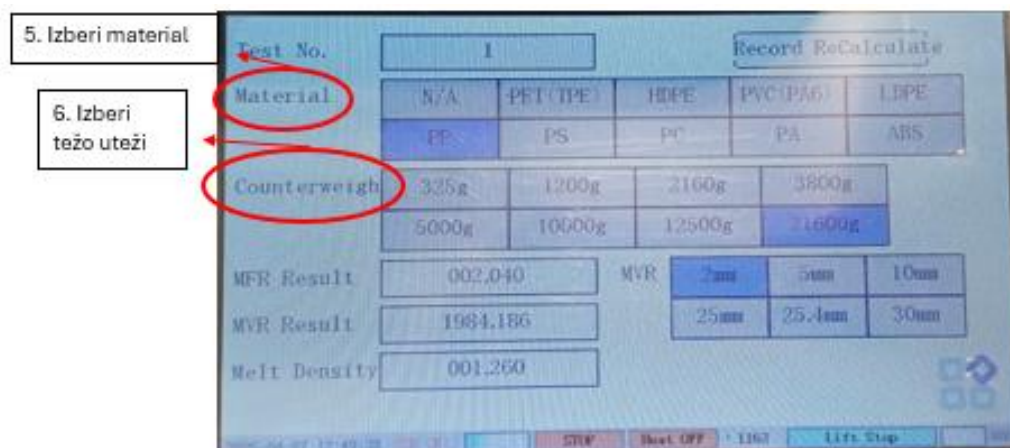 5. Izberi material
6. Izberi
težo uteži
Test No. 1 Record ReCalculate
Material N/A PET(TPE) HDPE PVC(PA6) LDPE
PP PS PC PA ABS
Counterweigh 325g 1200g 2160g 3800g
5000g 10000g 12500g 21600g
MFR Result 002.040 MVR 2mm 5mm 10mm
MVR Result 1984.186 25mm 25.4mm 30mm
Melt Density 001.260
STOP Heat OFF Lift Stop